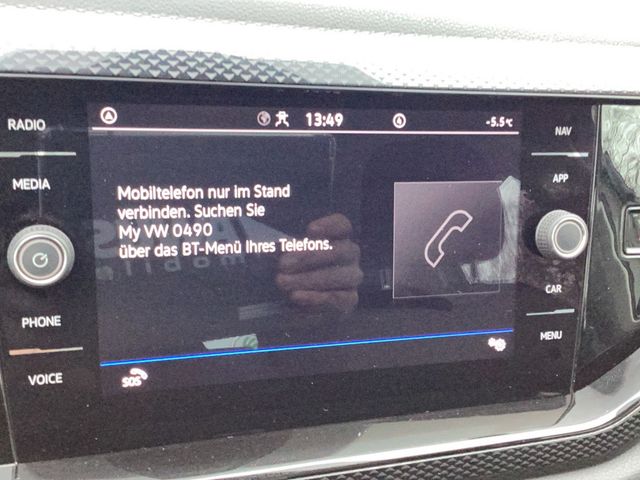 RADIO
MEDIA
PHONE
VOICE
13:49
-5.5°C
Mobiltelefon nur im Stand
verbinden. Suchen Sie
My VW 0490
über das BT-Menü Ihres Telefons.
SOS
NAV
APP
CAR
MENU